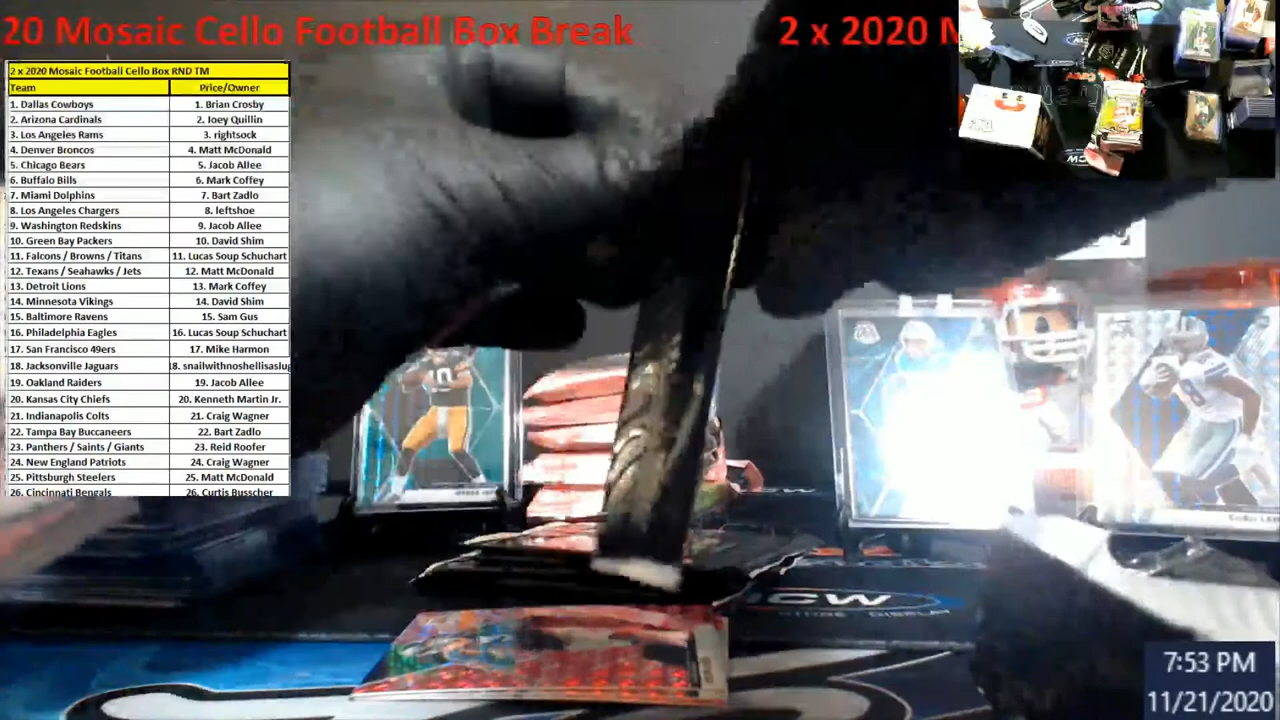 20 Mosaic Cello Football Box Break
2 x 2020 M
2 x 2020 Mosaic Football Cello Box RND TM
Team Price/Owner
1. Dallas Cowboys 1. Brian Crosby
2. Arizona Cardinals 2. Joey Quillin
3. Los Angeles Rams 3. rightsock
4. Denver Broncos 4. Matt McDonald
5. Chicago Bears 5. Jacob Allee
6. Buffalo Bills 6. Mark Coffey
7. Miami Dolphins 7. Bart Zadlo
8. Los Angeles Chargers 8. leftshoe
9. Washington Redskins 9. Jacob Allee
10. Green Bay Packers 10. David Shim
11. Falcons / Browns / Titans 11. Lucas Soup Schuchart
12. Texans / Seahawks / Jets 12. Matt McDonald
13. Detroit Lions 13. Mark Coffey
14. Minnesota Vikings 14. David Shim
15. Baltimore Ravens 15. Sam Gus
16. Philadelphia Eagles 16. Lucas Soup Schuchart
17. San Francisco 49ers 17. Mike Harmon
18. Jacksonville Jaguars 18. snailwithnoshellisaslug
19. Oakland Raiders 19. Jacob Allee
20. Kansas City Chiefs 20. Kenneth Martin Jr.
21. Indianapolis Colts 21. Craig Wagner
22. Tampa Bay Buccaneers 22. Bart Zadlo
23. Panthers / Saints / Giants 23. Reid Roofer
24. New England Patriots 24. Craig Wagner
25. Pittsburgh Steelers 25. Matt McDonald
26. Cincinnati Bengals 26. Curtis Busscher
7:53 PM
11/21/2020